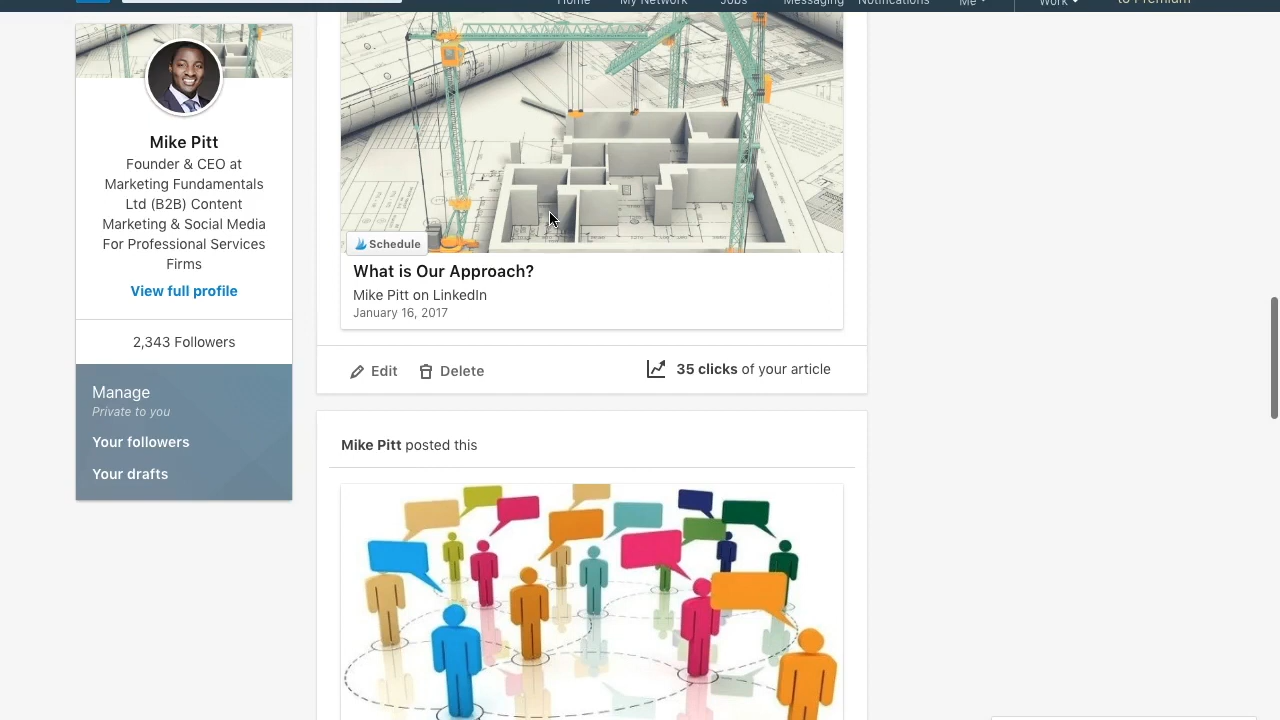 Home My Network Jobs Messaging Notifications Me Work to Premium
Mike Pitt
Founder & CEO at
Marketing Fundamentals
Ltd (B2B) Content
Marketing & Social Media
For Professional Services
Firms
View full profile
2,343 Followers
Manage
Private to you
Your followers
Your drafts
Schedule
What is Our Approach?
Mike Pitt on LinkedIn
January 16, 2017
Edit Delete 35 clicks of your article
Mike Pitt posted this